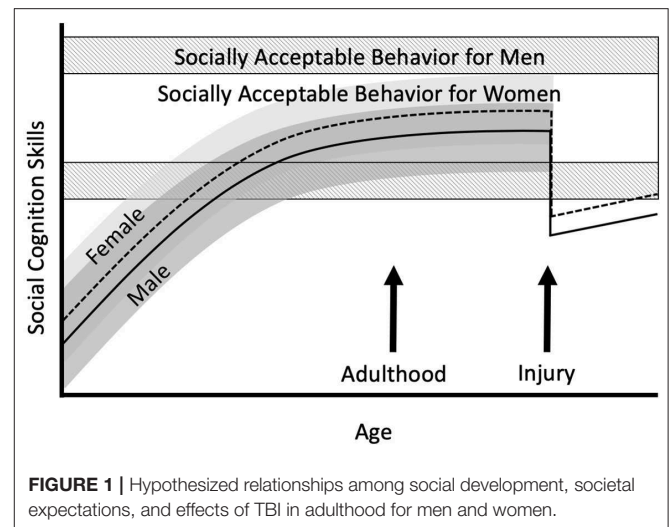 Socially Acceptable Behavior for Men
Socially Acceptable Behavior for Women
Social Cognition Skills
Female
Male
Adulthood
Injury
Age
FIGURE 1 | Hypothesized relationships among social development, societal
expectations, and effects of TBI in adulthood for men and women.